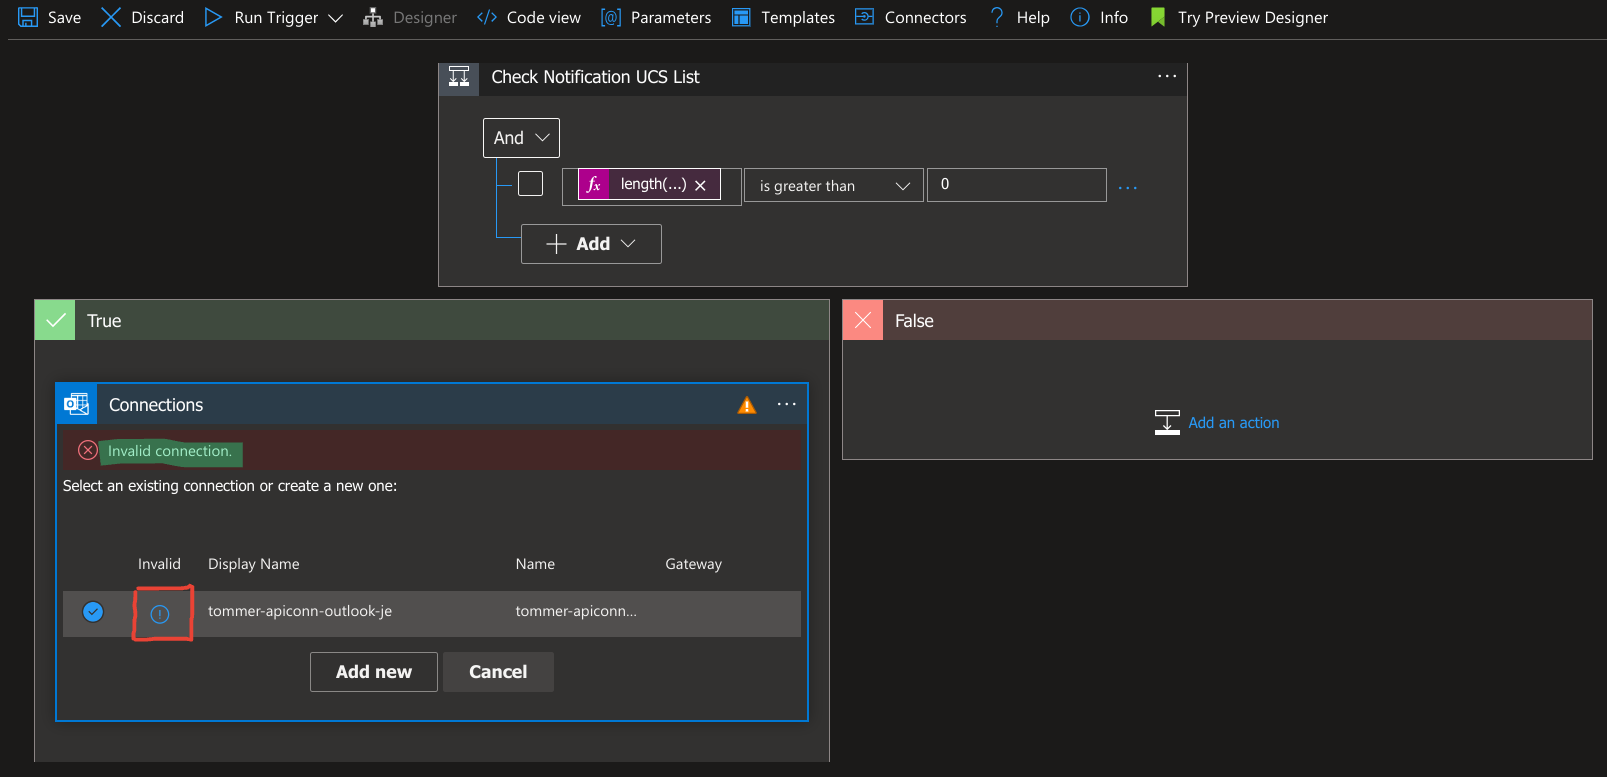 Save Discard Run Trigger Designer </> Code view [@] Parameters Templates Connectors ? Help Info Try Preview Designer
Check Notification UCS List ...
And
fx length(...) × is greater than 0 ...
+ Add
True
False
Connections ...
Add an action
Invalid connection.
Select an existing connection or create a new one:
Invalid Display Name Name Gateway
tommer-apiconn-outlook-je tommer-apiconn...
Add new Cancel